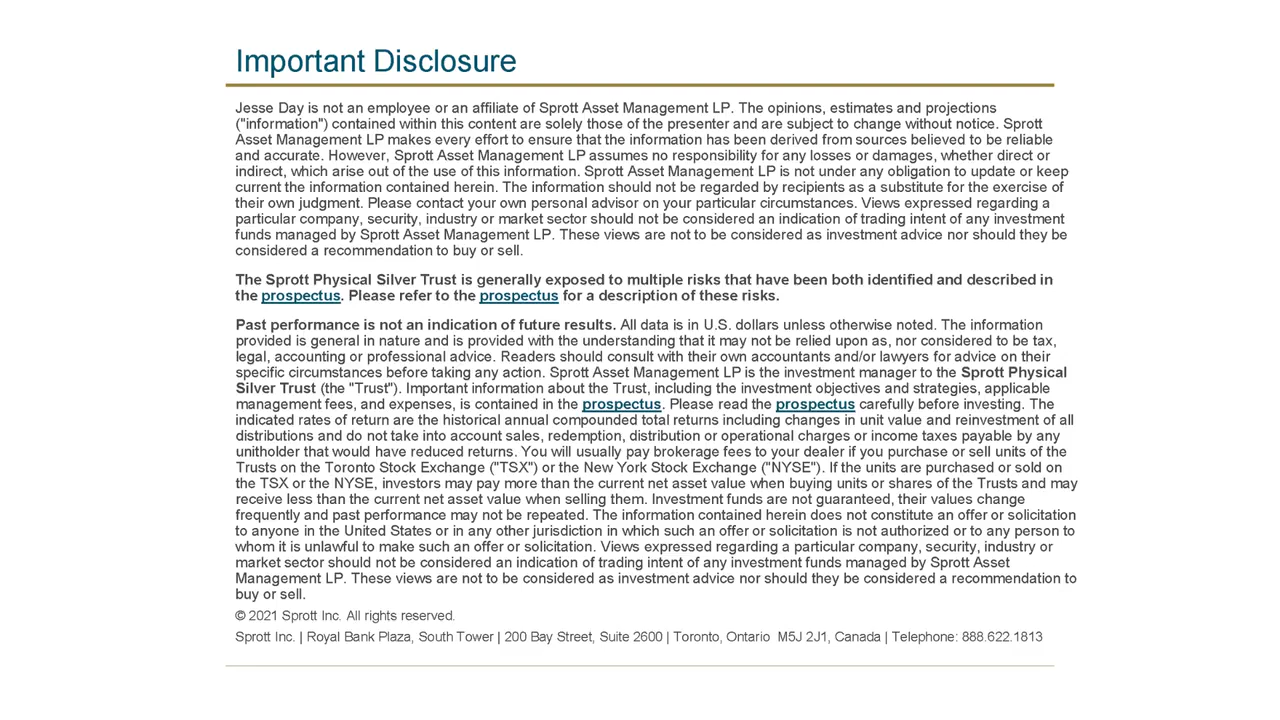 Important Disclosure
Jesse Day is not an employee or an affiliate of Sprott Asset Management LP. The opinions, estimates and projections
("information") contained within this content are solely those of the presenter and are subject to change without notice. Sprott
Asset Management LP makes every effort to ensure that the information has been derived from sources believed to be reliable
and accurate. However, Sprott Asset Management LP assumes no responsibility for any losses or damages, whether direct or
indirect, which arise out of the use of this information. Sprott Asset Management LP is not under any obligation to update or keep
current the information contained herein. The information should not be regarded by recipients as a substitute for the exercise of
their own judgment. Please contact your own personal advisor on your particular circumstances. Views expressed regarding a
particular company, security, industry or market sector should not be considered an indication of trading intent of any investment
funds managed by Sprott Asset Management LP. These views are not to be considered as investment advice nor should they be
considered a recommendation to buy or sell.
The Sprott Physical Silver Trust is generally exposed to multiple risks that have been both identified and described in
the prospectus. Please refer to the prospectus for a description of these risks.
Past performance is not an indication of future results. All data is in U.S. dollars unless otherwise noted. The information
provided is general in nature and is provided with the understanding that it may not be relied upon as, nor considered to be tax,
legal, accounting or professional advice. Readers should consult with their own accountants and/or lawyers for advice on their
specific circumstances before taking any action. Sprott Asset Management LP is the investment manager to the Sprott Physical
Silver Trust (the "Trust"). Important information about the Trust, including the investment objectives and strategies, applicable
management fees, and expenses, is contained in the prospectus. Please read the prospectus carefully before investing. The
indicated rates of return are the historical annual compounded total returns including changes in unit value and reinvestment of all
distributions and do not take into account sales, redemption, distribution or operational charges or income taxes payable by any
unitholder that would have reduced returns. You will usually pay brokerage fees to your dealer if you purchase or sell units of the
Trusts on the Toronto Stock Exchange ("TSX") or the New York Stock Exchange ("NYSE"). If the units are purchased or sold on
the TSX or the NYSE, investors may pay more than the current net asset value when buying units or shares of the Trusts and may
receive less than the current net asset value when selling them. Investment funds are not guaranteed, their values change
frequently and past performance may not be repeated. The information contained herein does not constitute an offer or solicitation
to anyone in the United States or in any other jurisdiction in which such an offer or solicitation is not authorized or to any person to
whom it is unlawful to make such an offer or solicitation. Views expressed regarding a particular company, security, industry or
market sector should not be considered an indication of trading intent of any investment funds managed by Sprott Asset
Management LP. These views are not to be considered as investment advice nor should they be considered a recommendation to
buy or sell.
© 2021 Sprott Inc. All rights reserved.
Sprott Inc. | Royal Bank Plaza, South Tower | 200 Bay Street, Suite 2600 | Toronto, Ontario M5J 2J1, Canada | Telephone: 888.622.1813